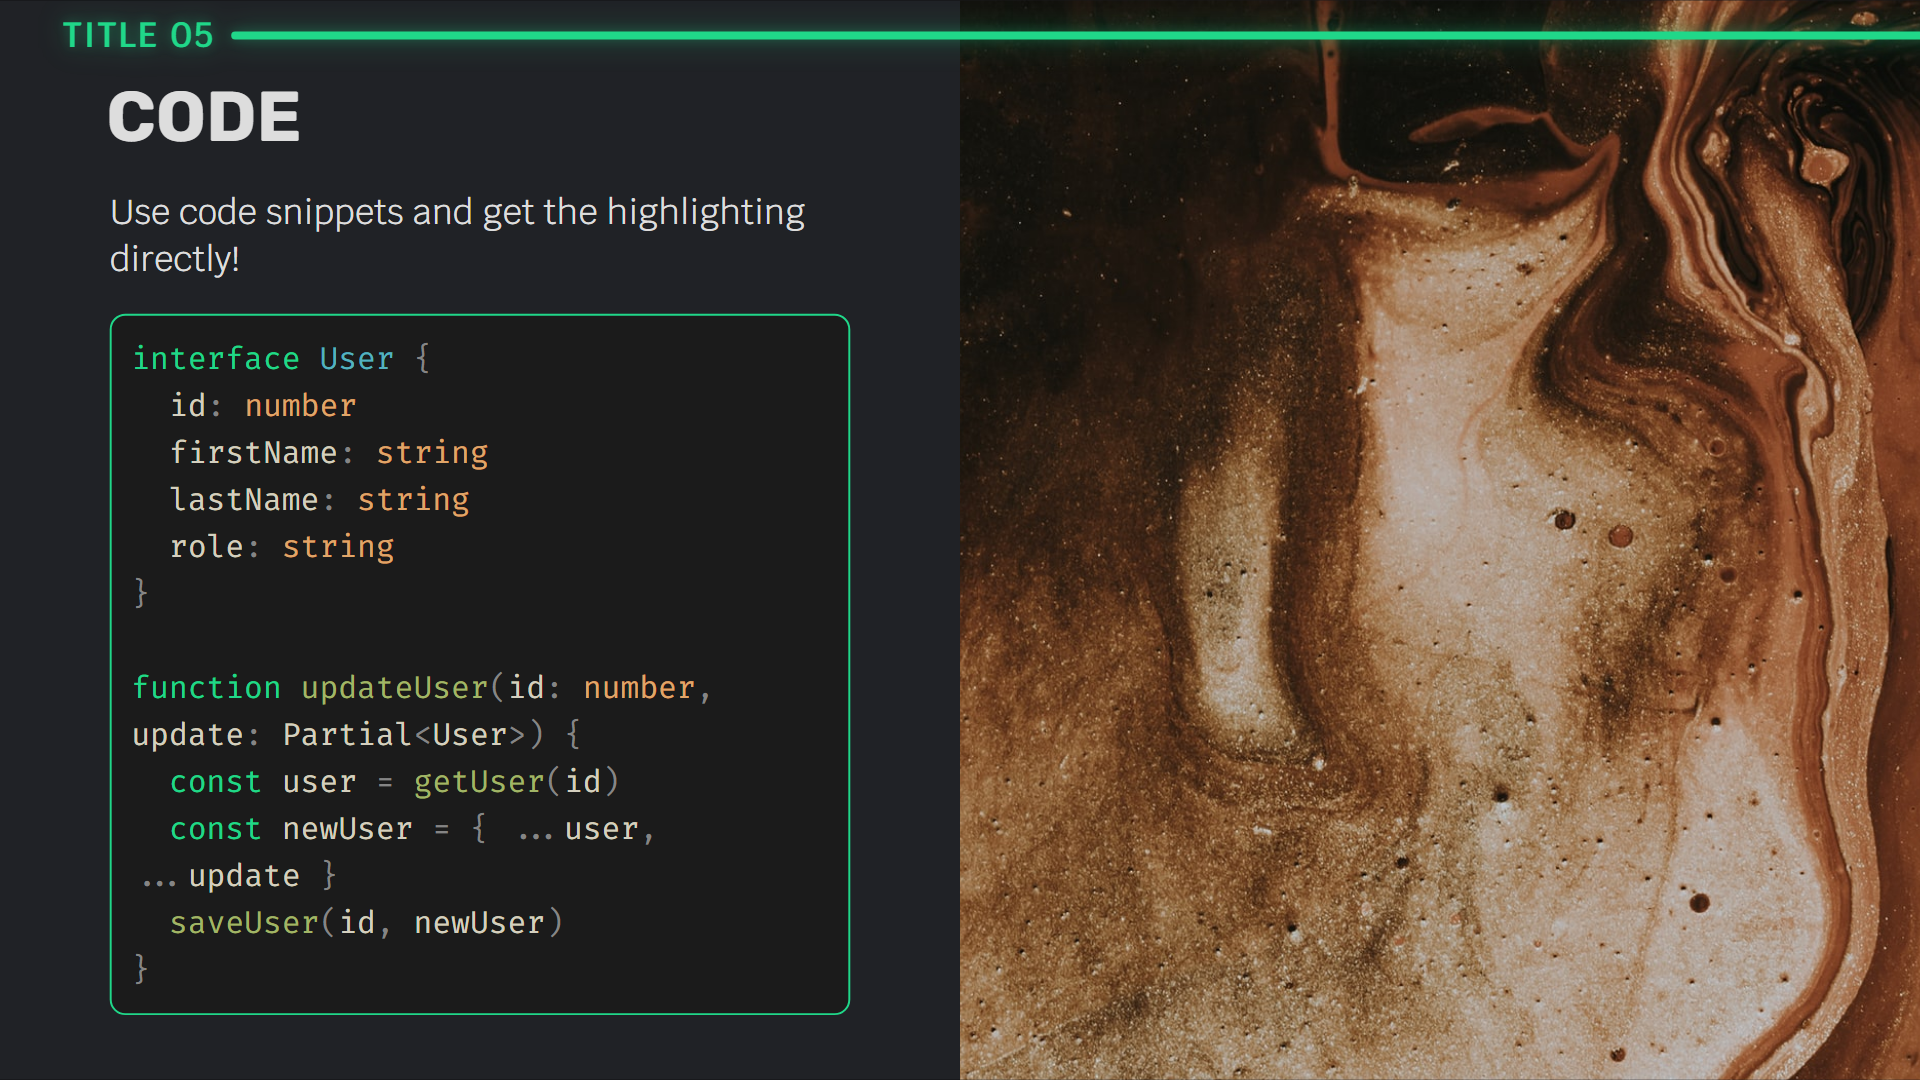 TITLE 05
CODE
Use code snippets and get the highlighting
directly!
interface User {
  id: number
  firstName: string
  lastName: string
  role: string
}

function updateUser(id: number,
update: Partial<User>) {
  const user = getUser(id)
  const newUser = { ...user,
...update }
  saveUser(id, newUser)
}